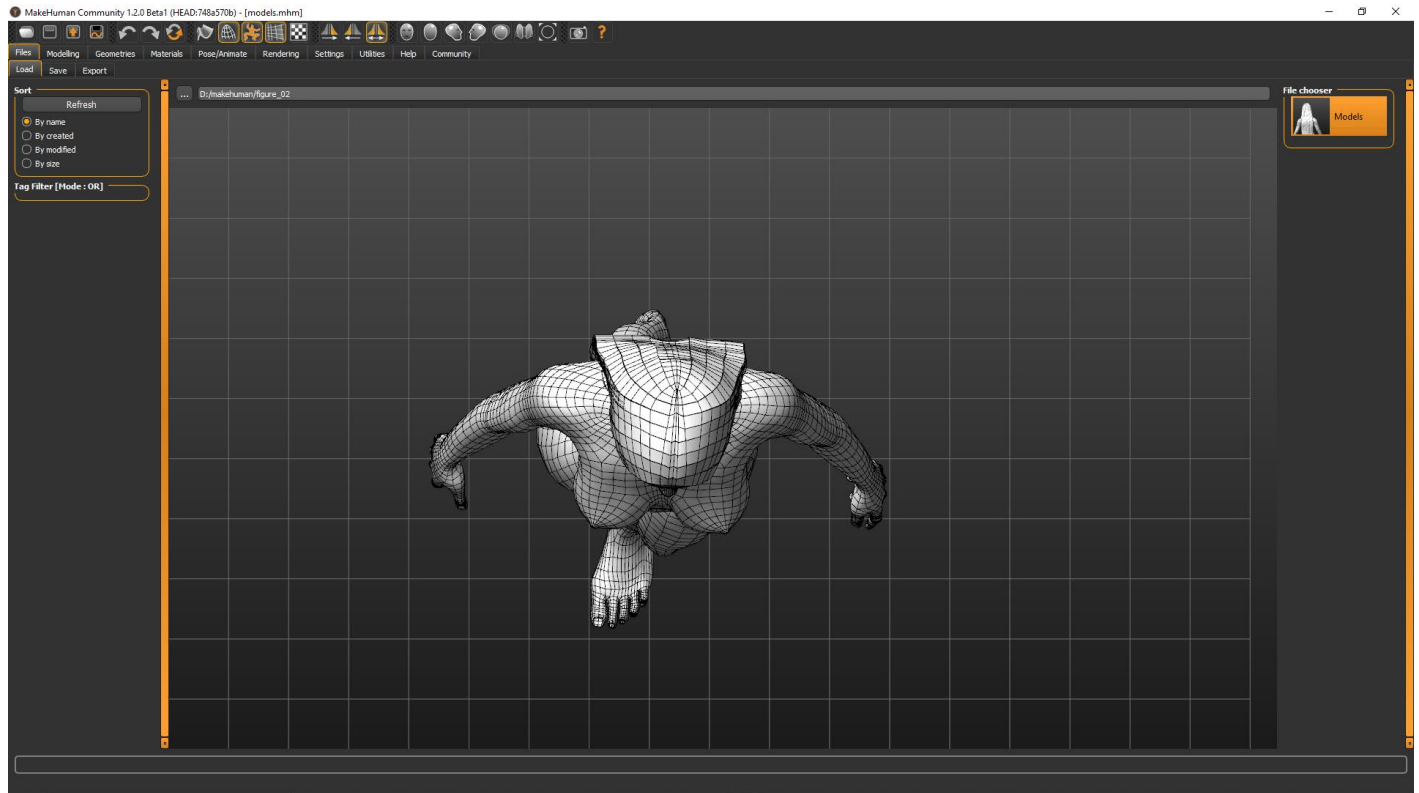 MakeHuman Community 1.2.0 Beta1 (HEAD:748a570b) - [models.mhm]
Files Modelling Geometries Materials Pose/Animate Rendering Settings Utilities Help Community
Load Save Export
Sort
Refresh
By name
By created
By modified
By size
Tag Filter [Mode : OR]
... D:/makehuman/figure_02
File chooser
Models